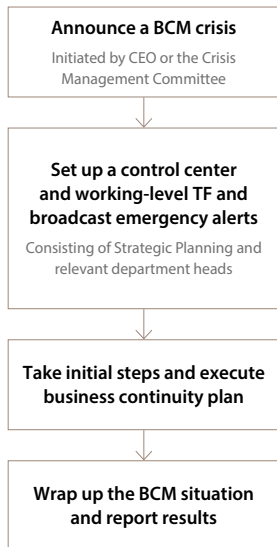 Announce a BCM crisis
Initiated by CEO or the Crisis
Management Committee
Set up a control center
and working-level TF and
broadcast emergency alerts
Consisting of Strategic Planning and
relevant department heads
Take initial steps and execute
business continuity plan
Wrap up the BCM situation
and report results